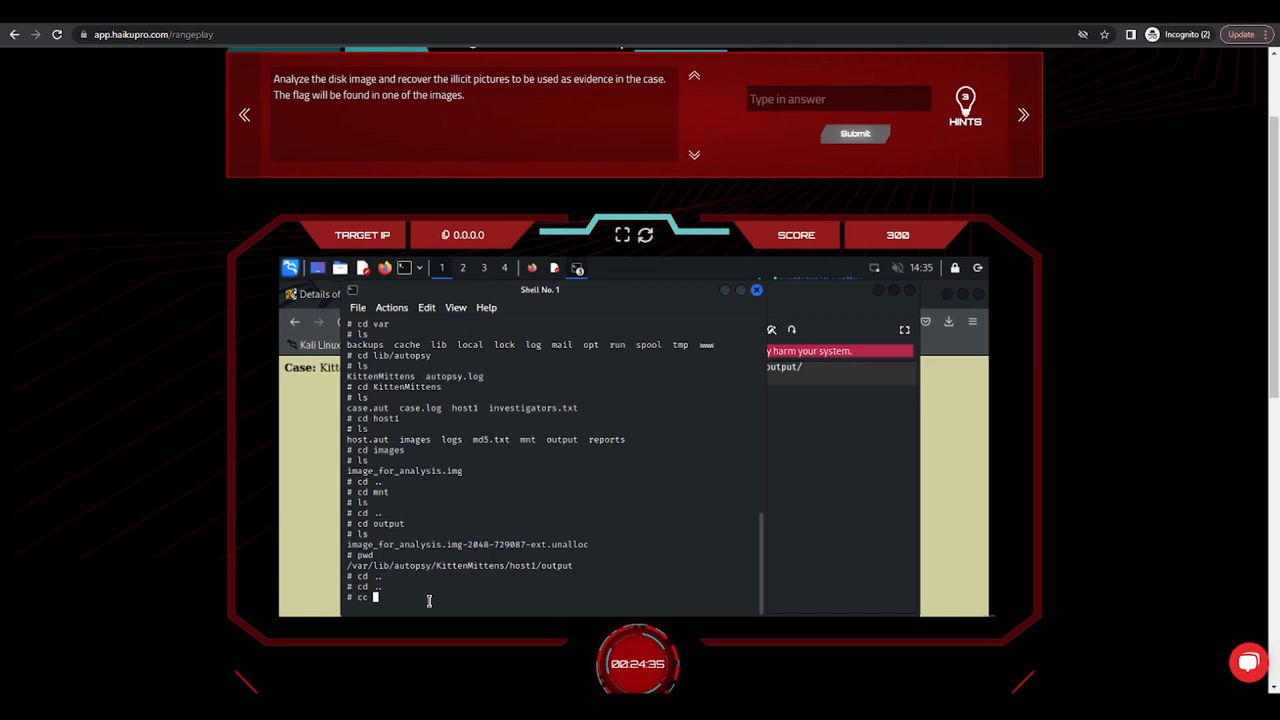 app.haikupro.com/rangeplay
Incognito (2)
Update
Analyze the disk image and recover the illicit pictures to be used as evidence in the case.
The flag will be found in one of the images.
Type in answer
3
HINTS
Submit
TARGET IP
0.0.0.0
SCORE
300
1 2 3 4
14:35
Details of
Shell No. 1
File Actions Edit View Help
Kali Linux
Case: Kitt
y harm your system.
output/
# cd var
# ls
backups cache lib local lock log mail opt run spool tmp www
# cd lib/autopsy
# ls
KittenMittens autopsy.log
# cd KittenMittens
# ls
case.aut case.log host1 investigators.txt
# cd host1
# ls
host.aut images logs md5.txt mnt output reports
# cd images
# ls
image_for_analysis.img
# cd ..
# cd mnt
# ls
# cd ..
# cd output
# ls
image_for_analysis.img-2048-729087-ext.unalloc
# pwd
/var/lib/autopsy/KittenMittens/host1/output
# cd ..
# cd ..
# cc
00:24:35